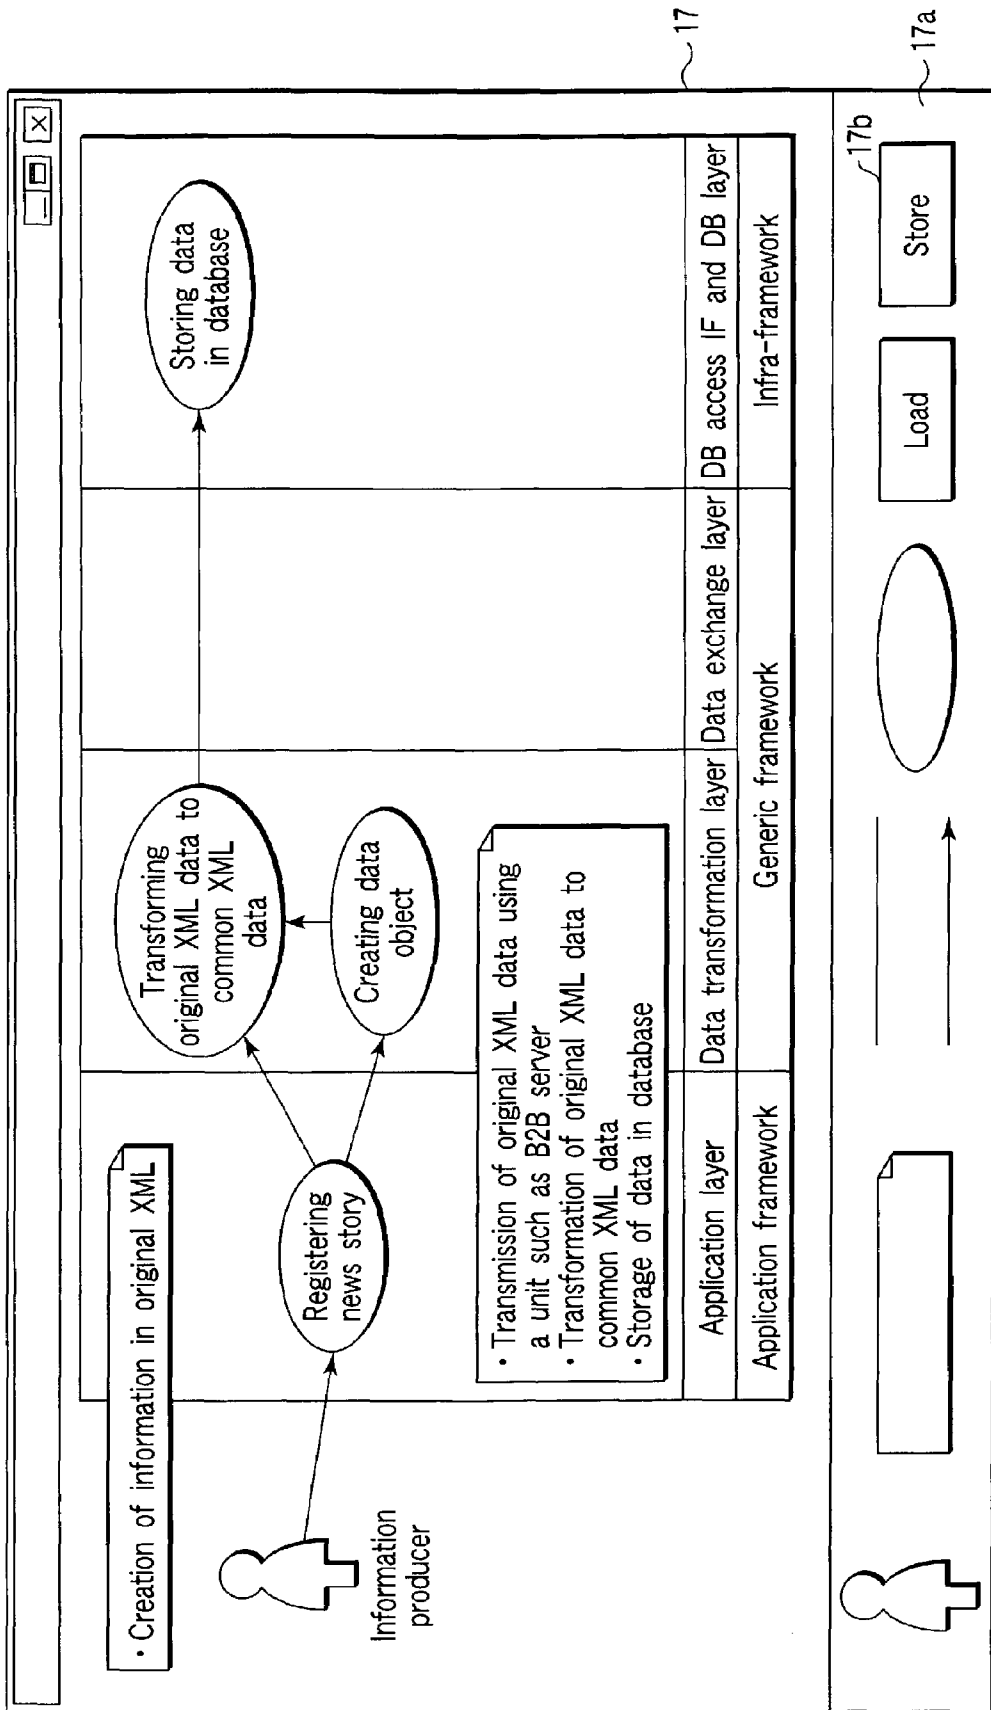 · Creation of information in original XML
Information
producer
Registering
news story
Transforming
original XML data to
common XML
data
Creating data
object
Storing data
in database
· Transmission of original XML data using
a unit such as B2B server
· Transformation of original XML data to
common XML data
· Storage of data in database
Application layer
Data transformation layer
Data exchange layer
DB access IF and DB layer
Application framework
Generic framework
Infra-framework
17
Load
Store
17b
17a